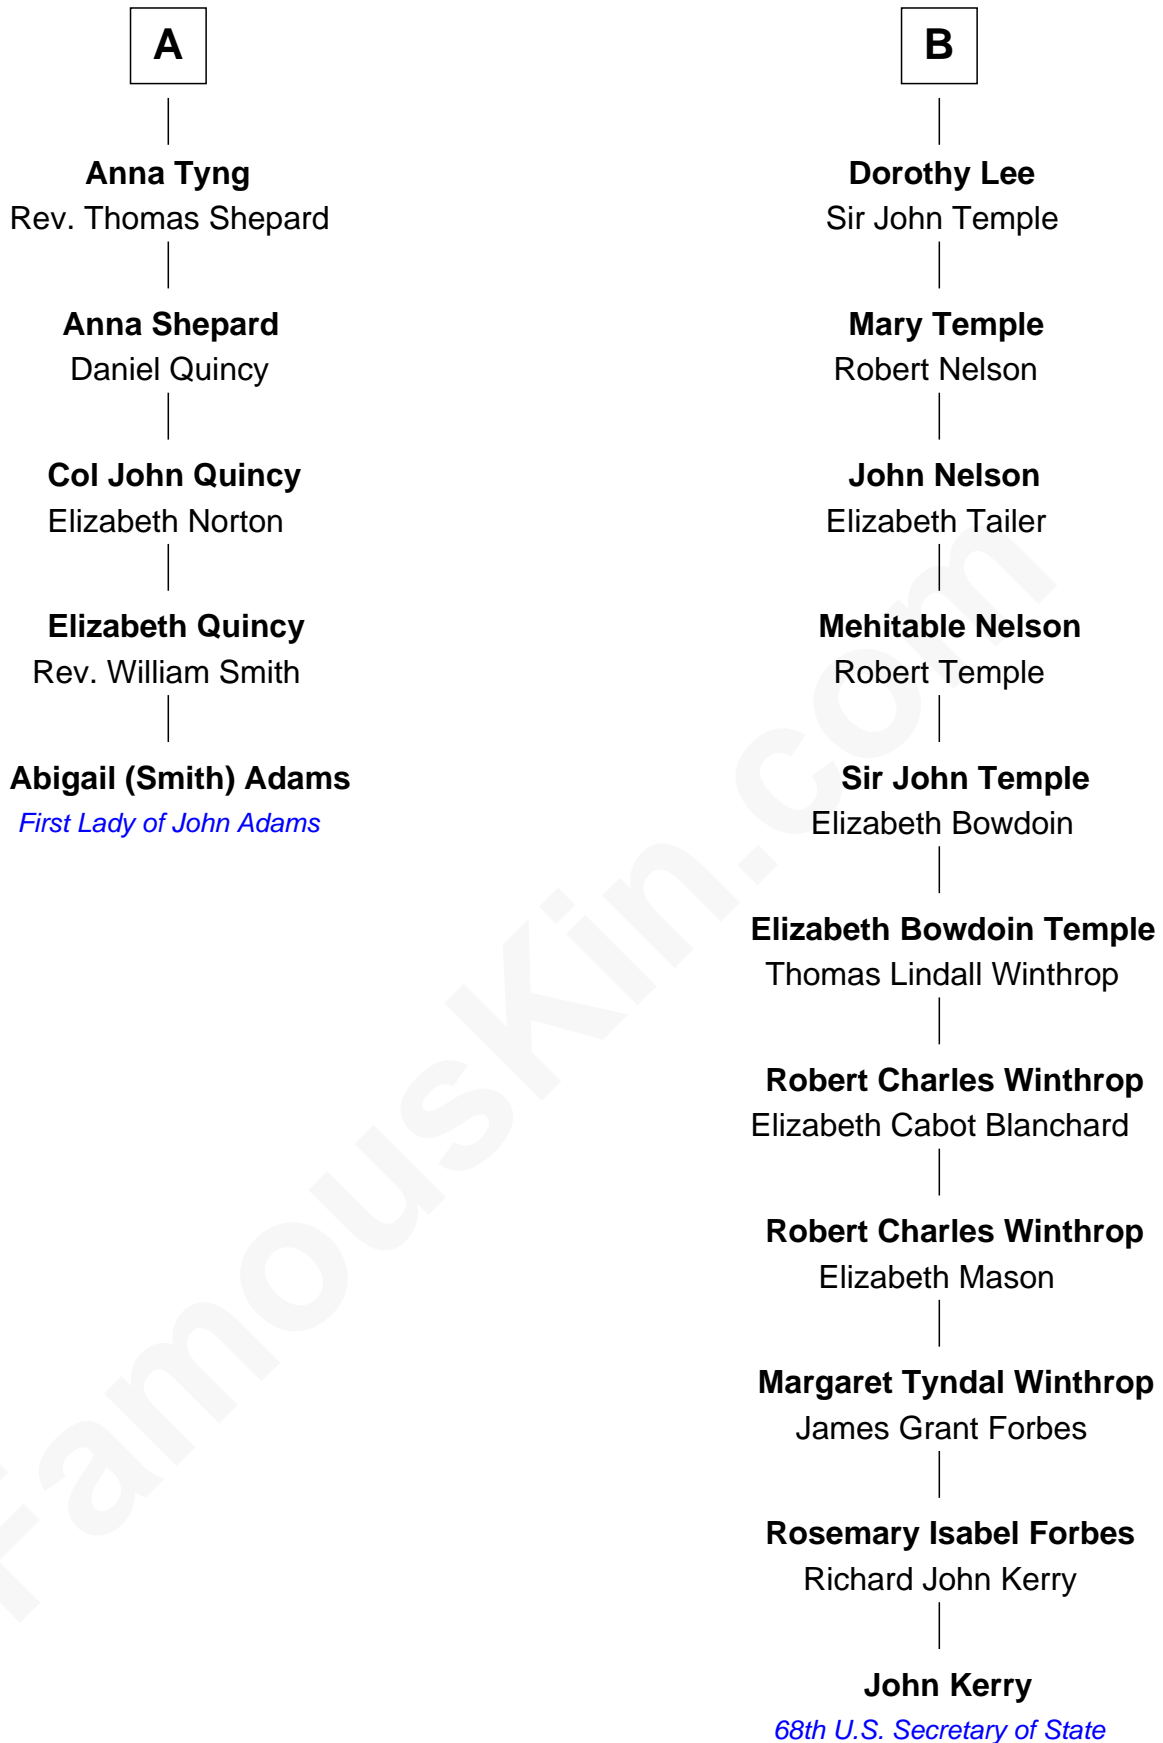 A
Anna Tyng
Rev. Thomas Shepard
Anna Shepard
Daniel Quincy
Col John Quincy
Elizabeth Norton
Elizabeth Quincy
Rev. William Smith
Abigail (Smith) Adams
First Lady of John Adams
B
Dorothy Lee
Sir John Temple
Mary Temple
Robert Nelson
John Nelson
Elizabeth Tailer
Mehitable Nelson
Robert Temple
Sir John Temple
Elizabeth Bowdoin
Elizabeth Bowdoin Temple
Thomas Lindall Winthrop
Robert Charles Winthrop
Elizabeth Cabot Blanchard
Robert Charles Winthrop
Elizabeth Mason
Margaret Tyndal Winthrop
James Grant Forbes
Rosemary Isabel Forbes
Richard John Kerry
John Kerry
68th U.S. Secretary of State
FamousKin.com